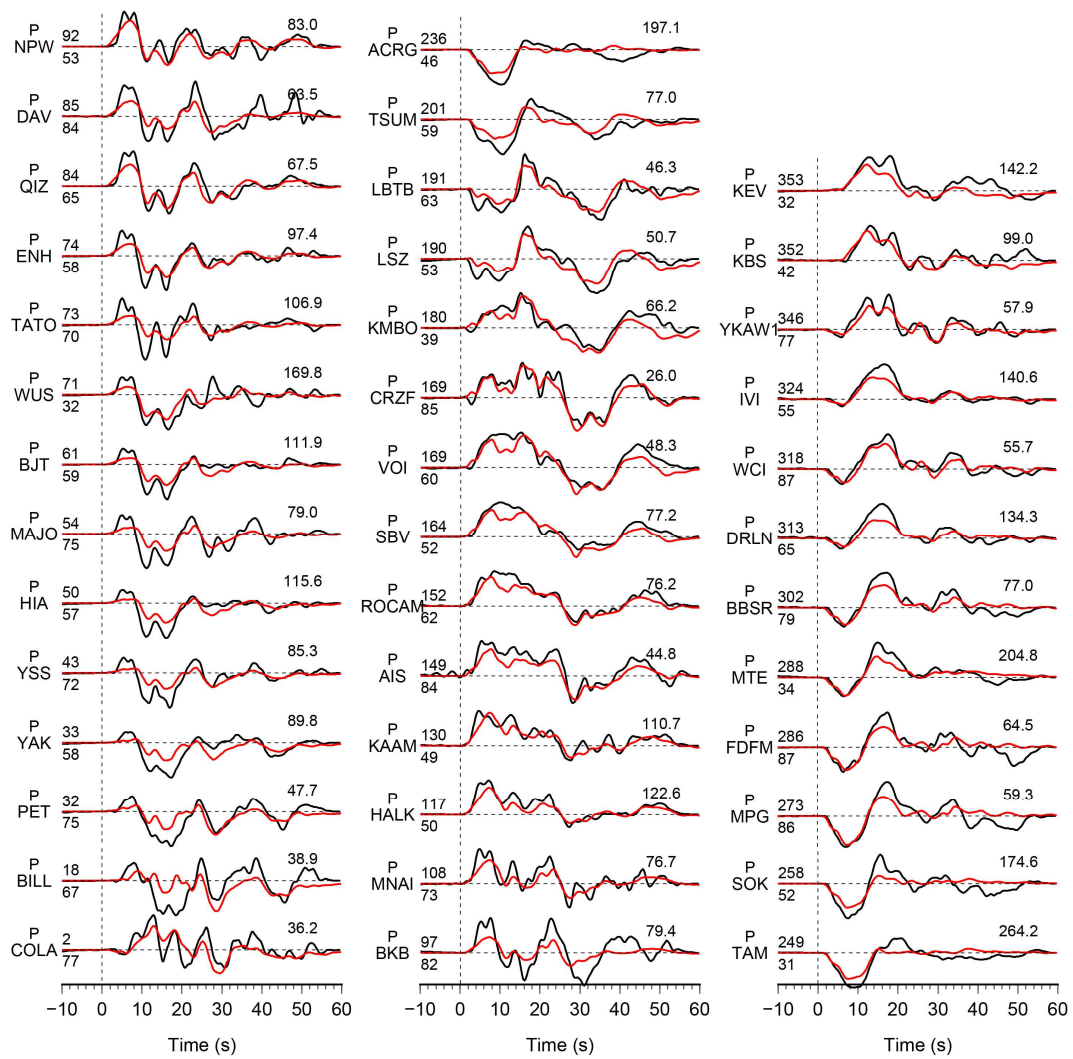 P
NPW 92 83.0
53
P
DAV 85 63.5
84
P
QIZ 84 67.5
65
P
ENH 74 97.4
58
P
TATO 73 106.9
70
P
WUS 71 169.8
32
P
BJT 61 111.9
59
P
MAJO 54 79.0
75
P
HIA 50 115.6
57
P
YSS 43 85.3
72
P
YAK 33 89.8
58
P
PET 32 47.7
75
P
BILL 18 38.9
67
P
COLA 2 36.2
77
−10 0 10 20 30 40 50 60
Time (s)
P
ACRG 236 197.1
46
P
TSUM 201 77.0
59
P
LBTB 191 46.3
63
P
LSZ 190 50.7
53
P
KMBO 180 66.2
39
P
CRZF 169 26.0
85
P
VOI 169 48.3
60
P
SBV 164 77.2
52
P
ROCAM 152 76.2
62
P
AIS 149 44.8
84
P
KAAM 130 110.7
49
P
HALK 117 122.6
50
P
MNAI 108 76.7
73
P
BKB 97 79.4
82
−10 0 10 20 30 40 50 60
Time (s)
P
KEV 353 142.2
32
P
KBS 352 99.0
42
P
YKAW1 346 57.9
77
P
IVI 324 140.6
55
P
WCI 318 55.7
87
P
DRLN 313 134.3
65
P
BBSR 302 77.0
79
P
MTE 288 204.8
34
P
FDFM 286 64.5
87
P
MPG 273 59.3
86
P
SOK 258 174.6
52
P
TAM 249 264.2
31
−10 0 10 20 30 40 50 60
Time (s)